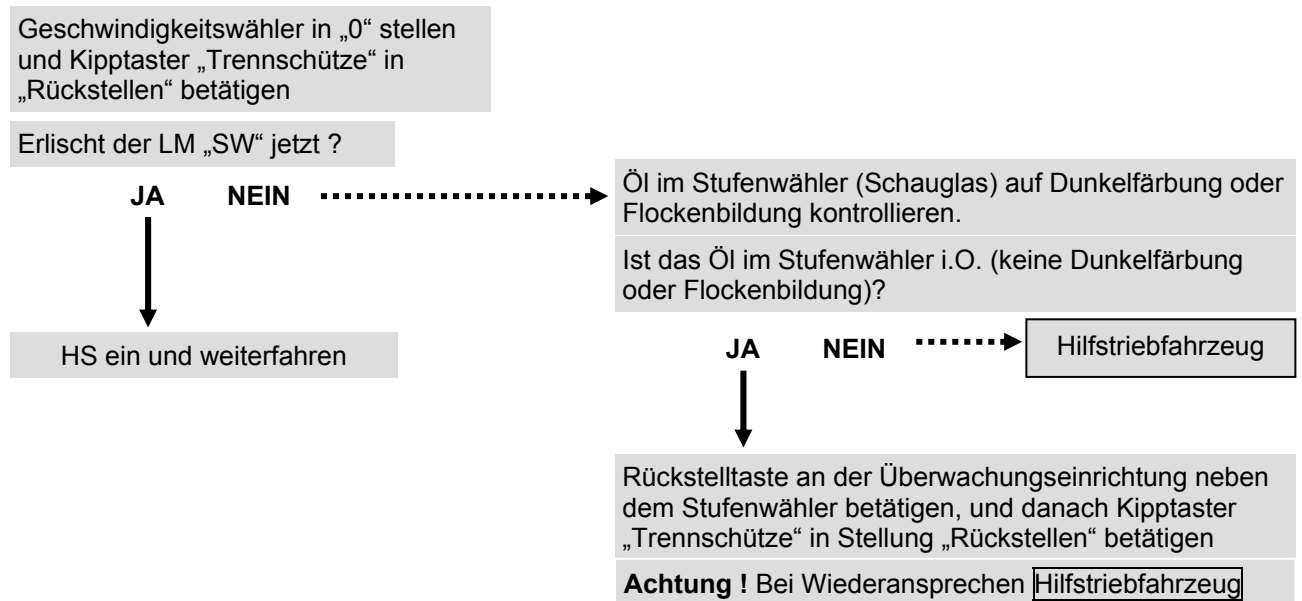 Geschwindigkeitswähler in „0“ stellen
und Kipptaster „Trennschütze“ in
„Rückstellen“ betätigen
Erlischt der LM „SW“ jetzt ?
JA NEIN
HS ein und weiterfahren
Öl im Stufenwähler (Schauglas) auf Dunkelfärbung oder
Flockenbildung kontrollieren.
Ist das Öl im Stufenwähler i.O. (keine Dunkelfärbung
oder Flockenbildung)?
JA NEIN
Hilfstriebfahrzeug
Rückstelltaste an der Überwachungseinrichtung neben
dem Stufenwähler betätigen, und danach Kipptaster
„Trennschütze“ in Stellung „Rückstellen“ betätigen
Achtung ! Bei Wiederansprechen Hilfstriebfahrzeug